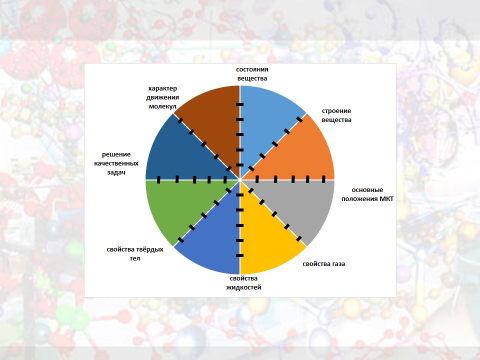 состояния
вещества
строение
вещества
основные
положения МКТ
свойства газа
свойства
жидкостей
свойства твёрдых
тел
решение
качественных
задач
характер
движения
молекул